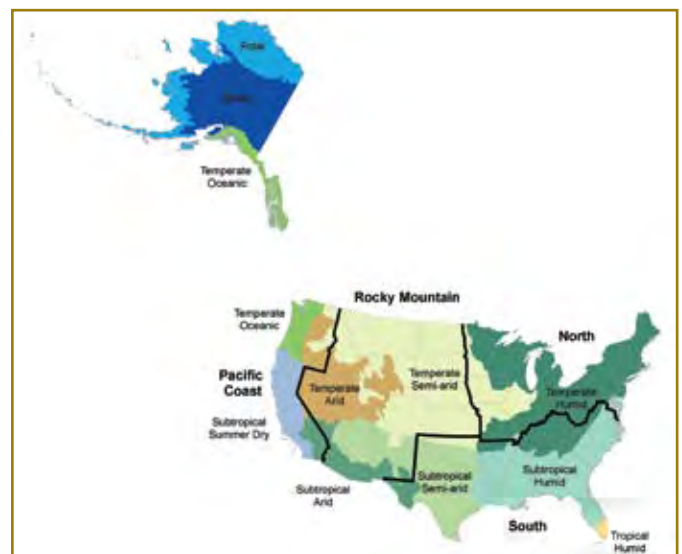 Polar
Temperate
Oceanic
Rocky Mountain
Temperate
Oceanic
North
Pacific
Coast
Temperate
Semi-arid
Temperate
Arid
Temperate
Humid
Subtropical
Summer Dry
Subtropical
Humid
Subtropical
Semi-arid
Subtropical
Arid
South
Tropical
Humid